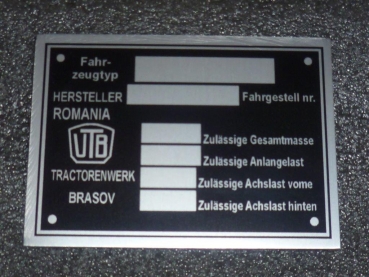 Fahr-
zeugtyp
HERSTELLER Fahrgestell nr.
ROMANIA
UTB Zulässige Gesamtmasse
Zulässige Anlangelast
TRACTORENWERK Zulässige Achslast vorne
BRASOV Zulässige Achslast hinten